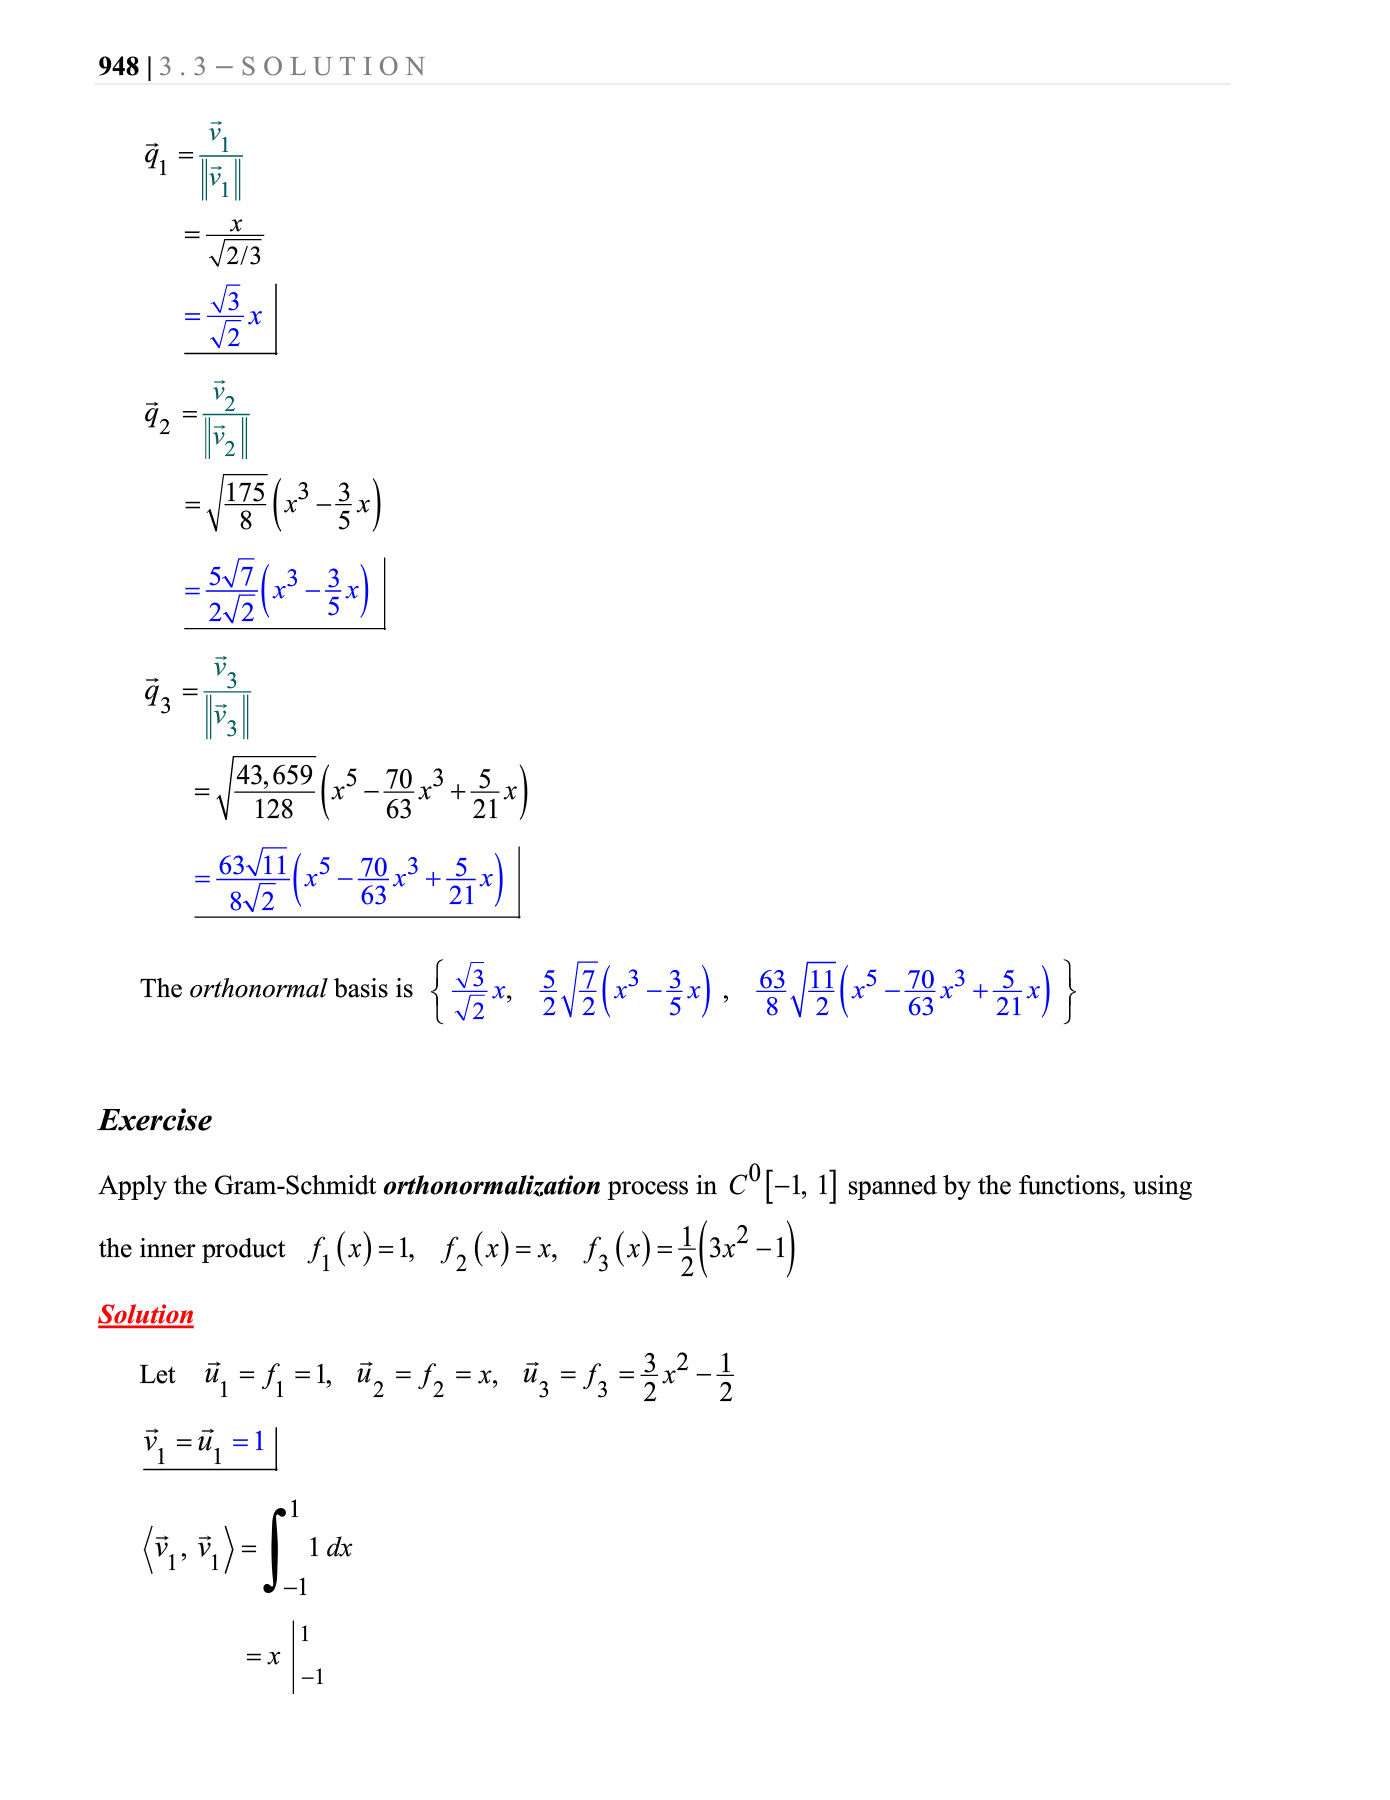 948 | 3 . 3 – S O L U T I O N
$\vec{q}_1 = \frac{\vec{v}_1}{\|\vec{v}_1\|}$
$= \frac{x}{\sqrt{2/3}}$
$= \frac{\sqrt{3}}{\sqrt{2}} x$
$\vec{q}_2 = \frac{\vec{v}_2}{\|\vec{v}_2\|}$
$= \sqrt{\frac{175}{8}} \left( x^3 - \frac{3}{5} x \right)$
$= \frac{5\sqrt{7}}{2\sqrt{2}} \left( x^3 - \frac{3}{5} x \right)$
$\vec{q}_3 = \frac{\vec{v}_3}{\|\vec{v}_3\|}$
$= \sqrt{\frac{43,659}{128}} \left( x^5 - \frac{70}{63} x^3 + \frac{5}{21} x \right)$
$= \frac{63\sqrt{11}}{8\sqrt{2}} \left( x^5 - \frac{70}{63} x^3 + \frac{5}{21} x \right)$
The orthonormal basis is $\left\{ \frac{\sqrt{3}}{\sqrt{2}} x, \quad \frac{5}{2} \sqrt{\frac{7}{2}} \left( x^3 - \frac{3}{5} x \right), \quad \frac{63}{8} \sqrt{\frac{11}{2}} \left( x^5 - \frac{70}{63} x^3 + \frac{5}{21} x \right) \right\}$
Exercise
Apply the Gram-Schmidt orthonormalization process in $C^0[-1, 1]$ spanned by the functions, using
the inner product $f_1(x) = 1, \quad f_2(x) = x, \quad f_3(x) = \frac{1}{2}\left(3x^2 - 1\right)$
Solution
Let $\vec{u}_1 = f_1 = 1, \quad \vec{u}_2 = f_2 = x, \quad \vec{u}_3 = f_3 = \frac{3}{2} x^2 - \frac{1}{2}$
$\vec{v}_1 = \vec{u}_1 = 1$
$\langle \vec{v}_1, \vec{v}_1 \rangle = \int_{-1}^{1} 1 \, dx$
$= x \Big|_{-1}^{1}$